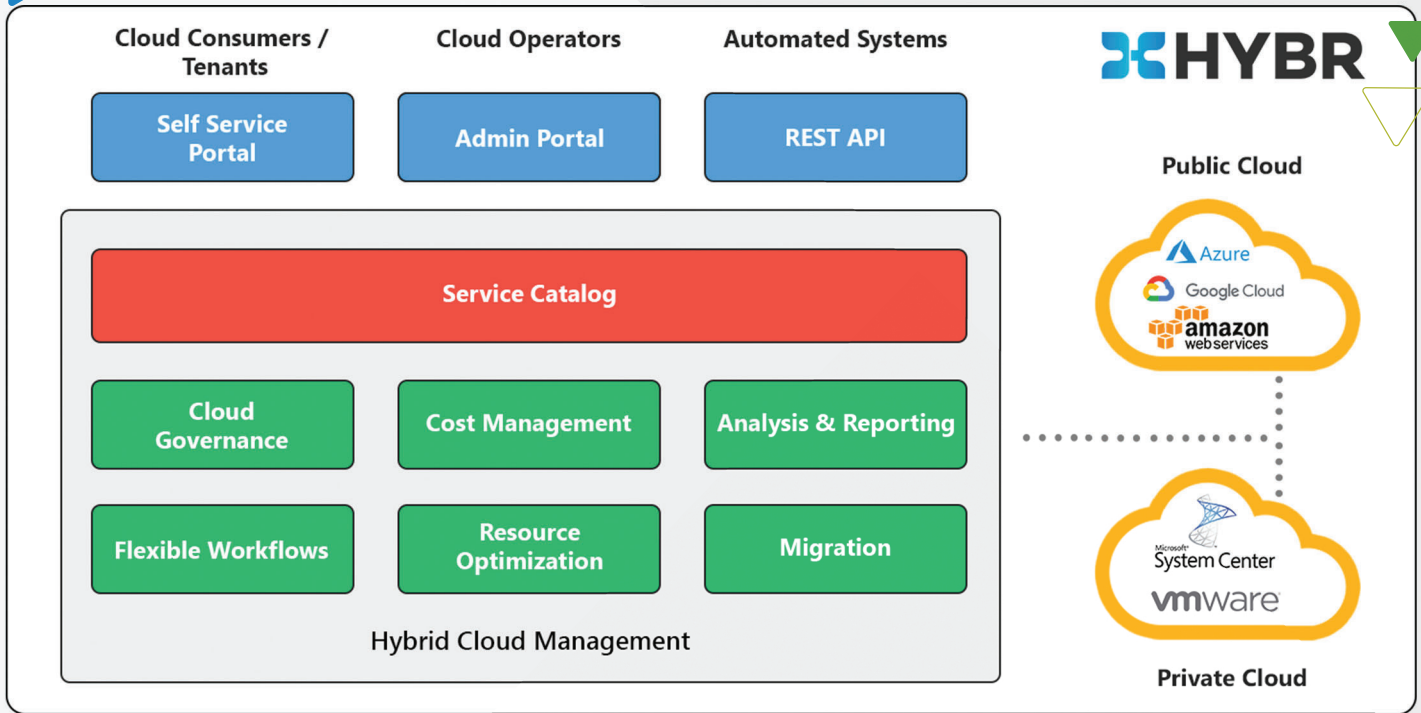 Cloud Consumers /
Tenants
Cloud Operators
Automated Systems
HYBR
Self Service
Portal
Admin Portal
REST API
Public Cloud
Azure
Google Cloud
amazon
webservices
Service Catalog
Cloud
Governance
Cost Management
Analysis & Reporting
Flexible Workflows
Resource
Optimization
Migration
Hybrid Cloud Management
Microsoft®
System Center
vmware
Private Cloud